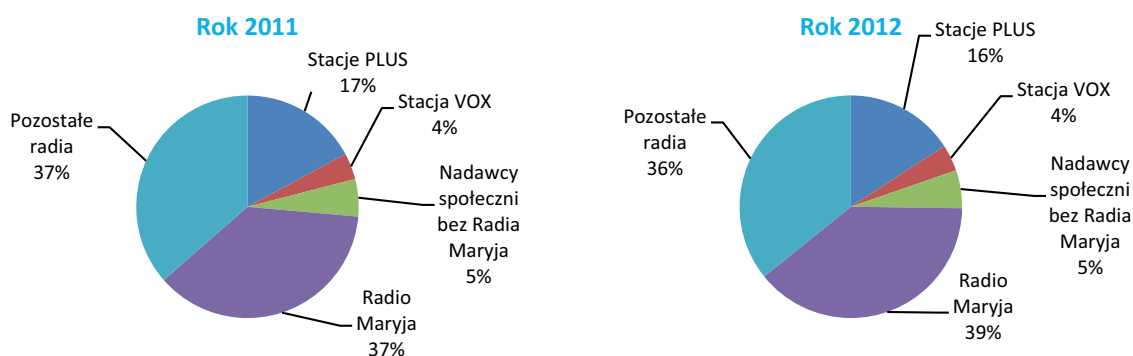 Rok 2011
Stacje PLUS
17%
Stacja VOX
4%
Nadawcy
społeczni
bez Radia
Maryja
5%
Radio
Maryja
37%
Pozostałe
radia
37%
Rok 2012
Stacje PLUS
16%
Stacja VOX
4%
Nadawcy
społeczni
bez Radia
Maryja
5%
Radio
Maryja
39%
Pozostałe
radia
36%